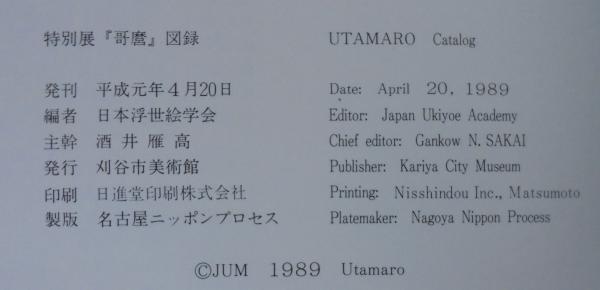 特別展『哥麿』図録 UTAMARO Catalog
発刊 平成元年4月20日 Date: April 20, 1989
編者 日本浮世絵学会 Editor: Japan Ukiyoe Academy
主幹 酒井雁高 Chief editor: Gankow N. SAKAI
発行 刈谷市美術館 Publisher: Kariya City Museum
印刷 日進堂印刷株式会社 Printing: Nisshindou Inc., Matsumoto
製版 名古屋ニッポンプロセス Platemaker: Nagoya Nippon Process
©JUM 1989 Utamaro